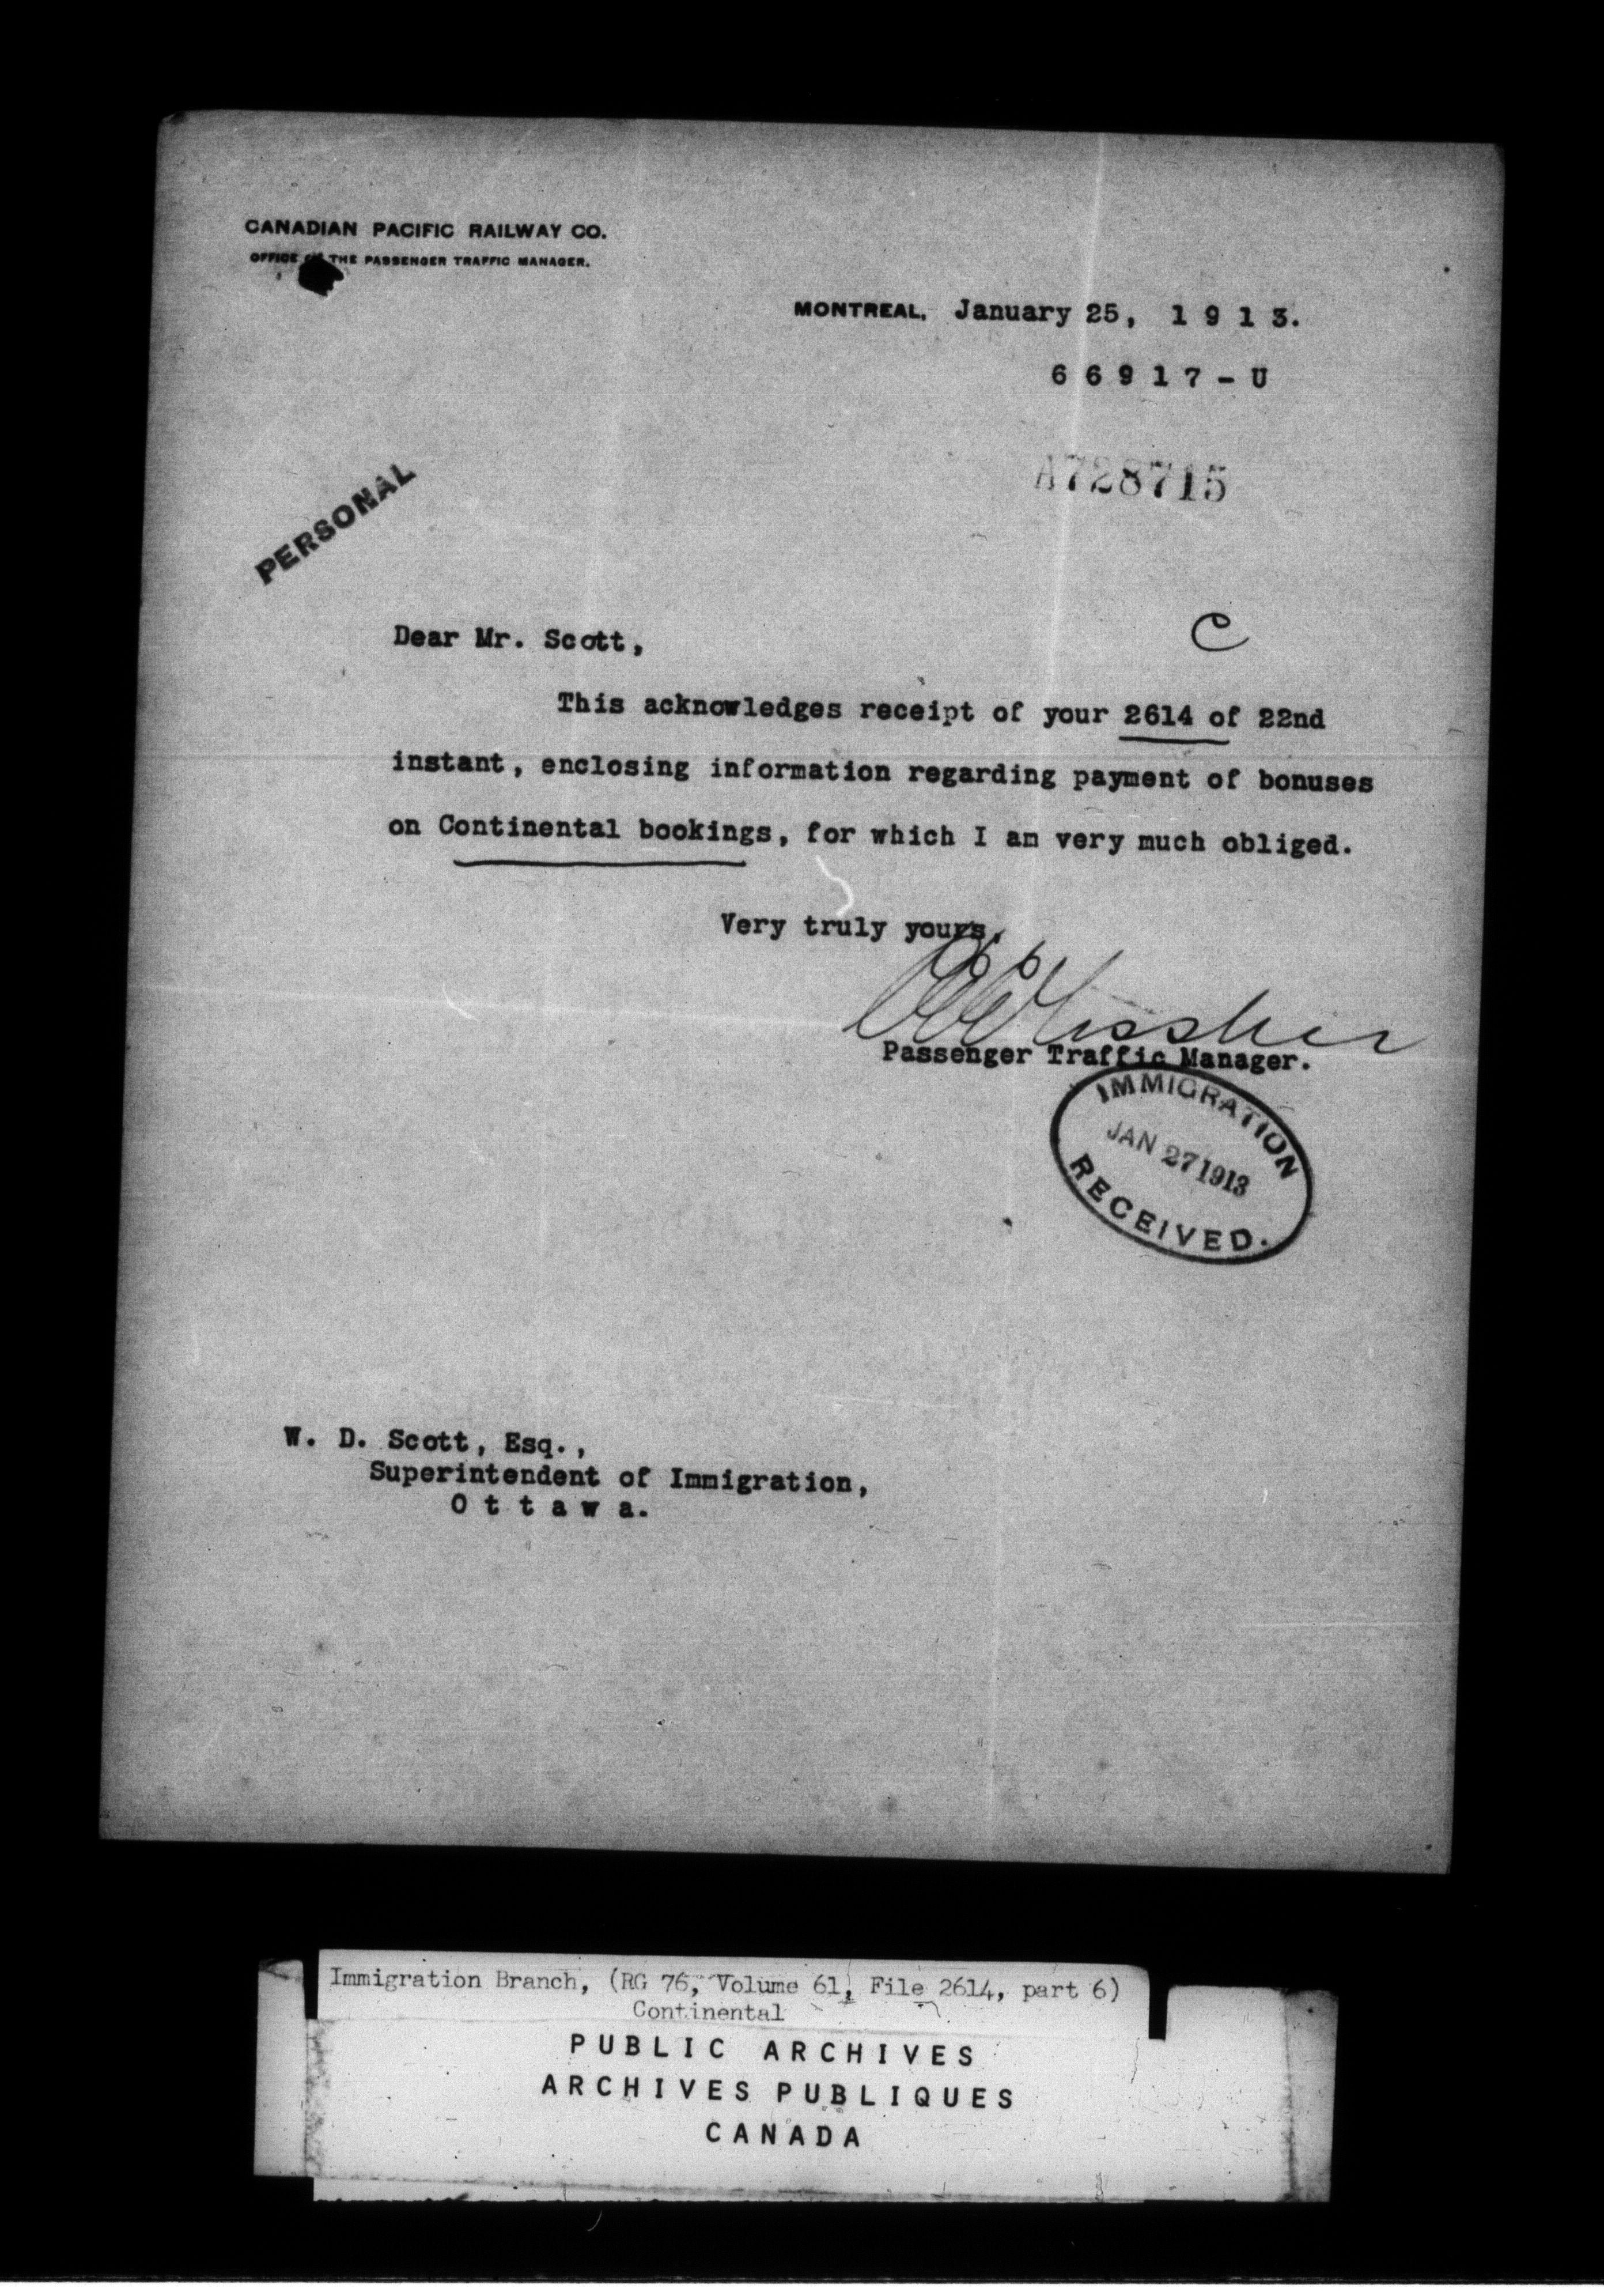 CANADIAN PACIFIC RAILWAY CO.
OFFICE OF THE PASSENGER TRAFFIC MANAGER.
MONTREAL, January 25, 1 9 1 3.
6 6 9 1 7 - U
A728715
PERSONAL
C
Dear Mr. Scott,
This acknowledges receipt of your 2614 of 22nd
instant, enclosing information regarding payment of bonuses
on Continental bookings, for which I am very much obliged.
Very truly yours,
Passenger Traffic Manager.
IMMIGRATION
JAN 27 1913
RECEIVED.
W. D. Scott, Esq.,
Superintendent of Immigration,
O t t a w a.
Immigration Branch, (RG 76, Volume 61, File 2614, part 6)
Continental
PUBLIC ARCHIVES
ARCHIVES PUBLIQUES
CANADA